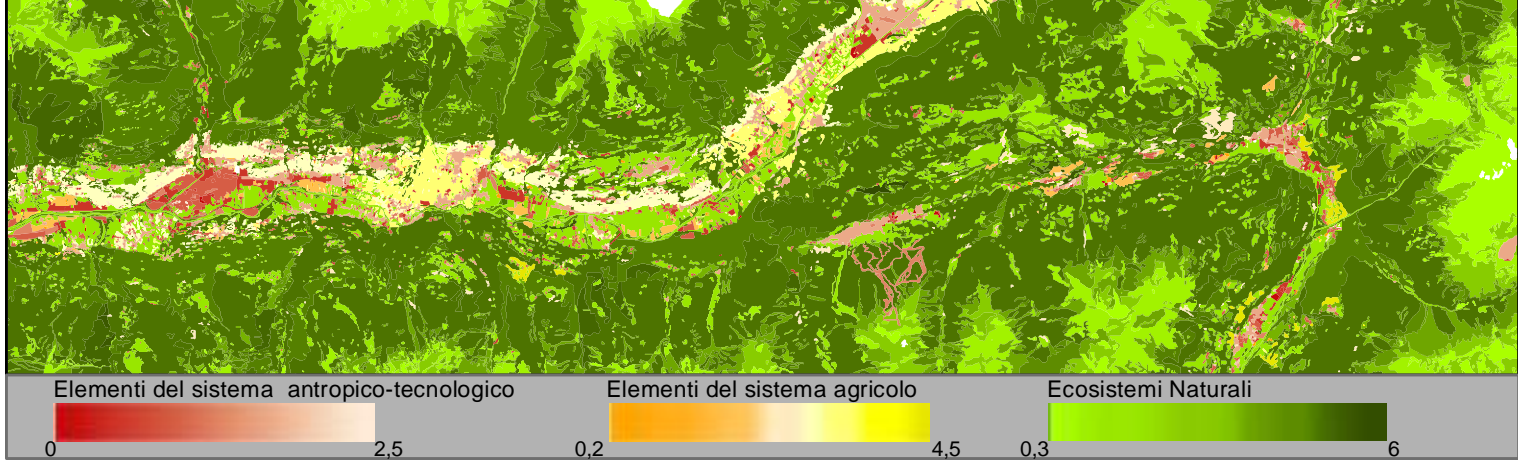 Elementi del sistema antropico-tecnologico
Elementi del sistema agricolo
Ecosistemi Naturali
0
2,5
0,2
4,5
0,3
6